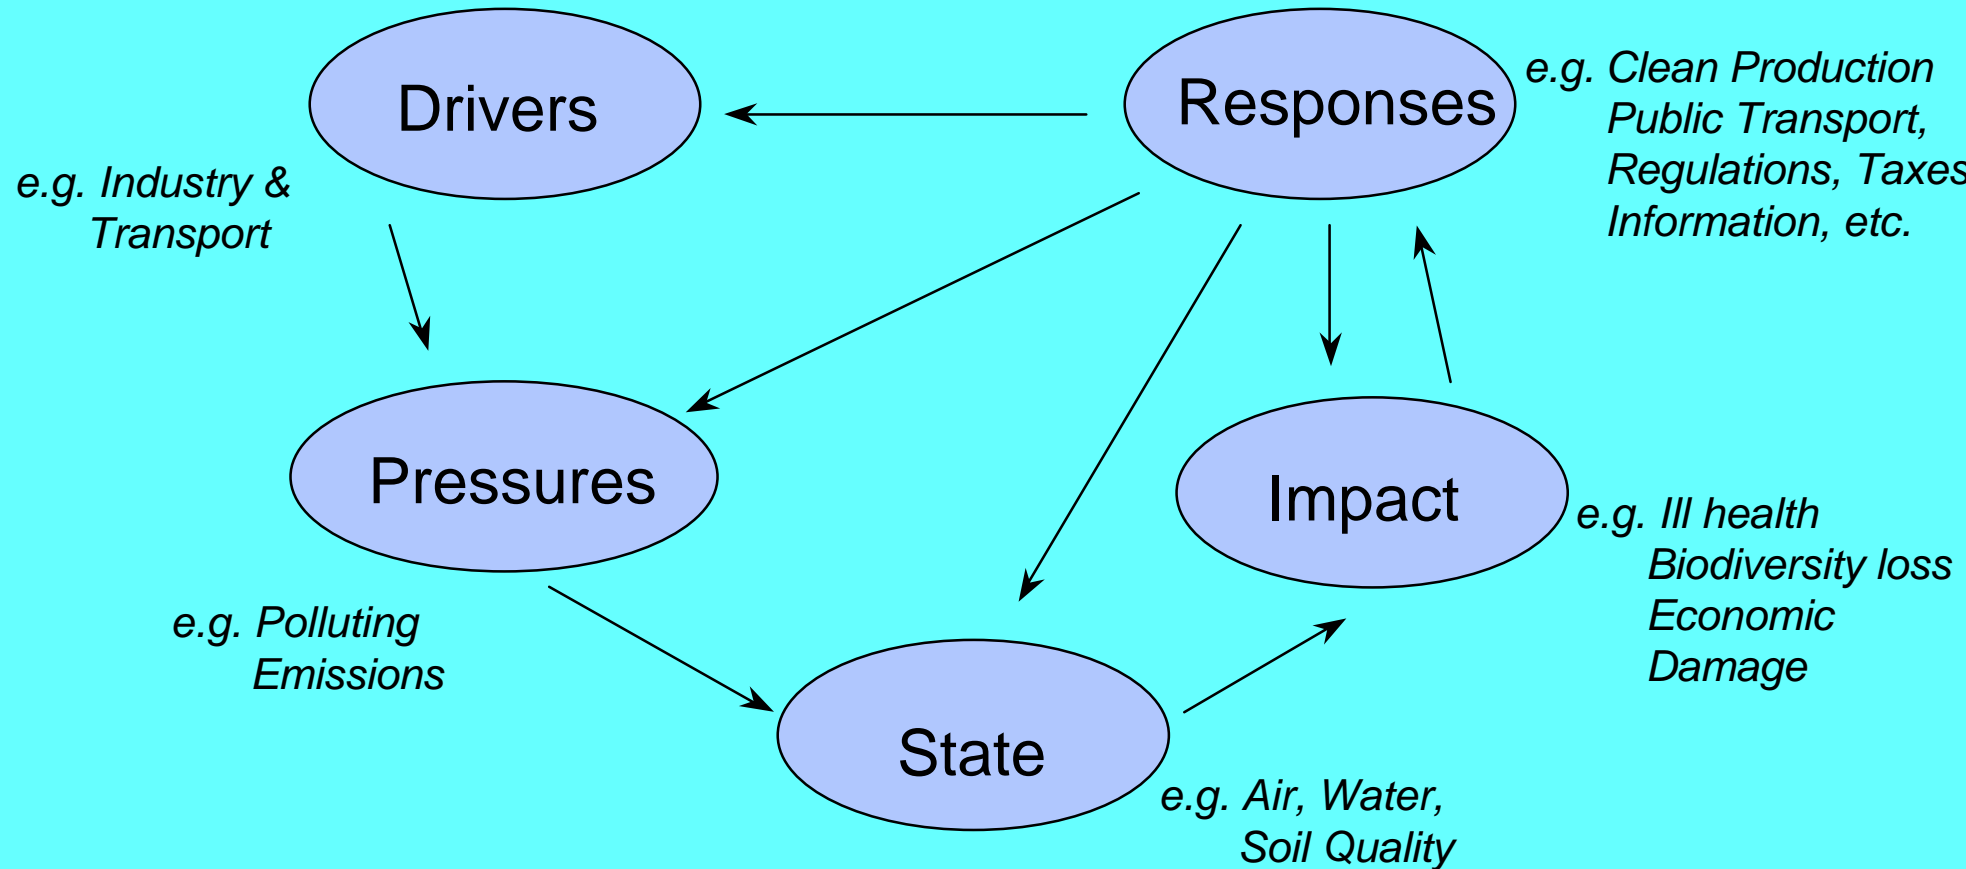 Drivers
e.g. Industry &
Transport
Responses
e.g. Clean Production
Public Transport,
Regulations, Taxes
Information, etc.
Pressures
e.g. Polluting
Emissions
Impact
e.g. Ill health
Biodiversity loss
Economic
Damage
State
e.g. Air, Water,
Soil Quality